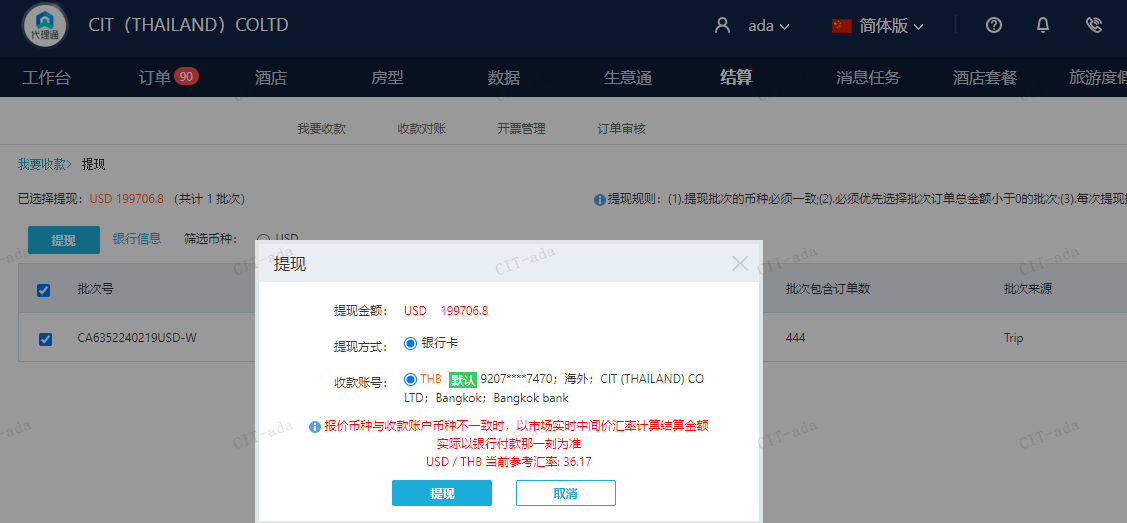 代理通
CIT（THAILAND）COLTD
ada
简体版
工作台 订单 90 酒店 房型 数据 生意通 结算 消息任务 酒店套餐 旅游度假
我要收款 收款对账 开票管理 订单审核
我要收款> 提现
已选择提现：USD 199706.8 (共计 1 批次)
提现规则：(1).提现批次的币种必须一致;(2).必须优先选择批次订单总金额小于0的批次;(3).每次提现
提现 银行信息 筛选币种： USD
批次号 批次包含订单数 批次来源
CA6352240219USD-W 444 Trip
提现
提现金额： USD 199706.8
提现方式： 银行卡
收款账号： THB 默认 9207****7470；海外；CIT (THAILAND) CO
LTD；Bangkok；Bangkok bank
报价币种与收款账户币种不一致时，以市场实时中间价汇率计算结算金额
实际以银行付款那一刻为准
USD / THB 当前参考汇率: 36.17
提现 取消
CIT-ada
CIT-ada
CIT-ada
CIT-ada
CIT-ada
CIT-ada
CIT-ada